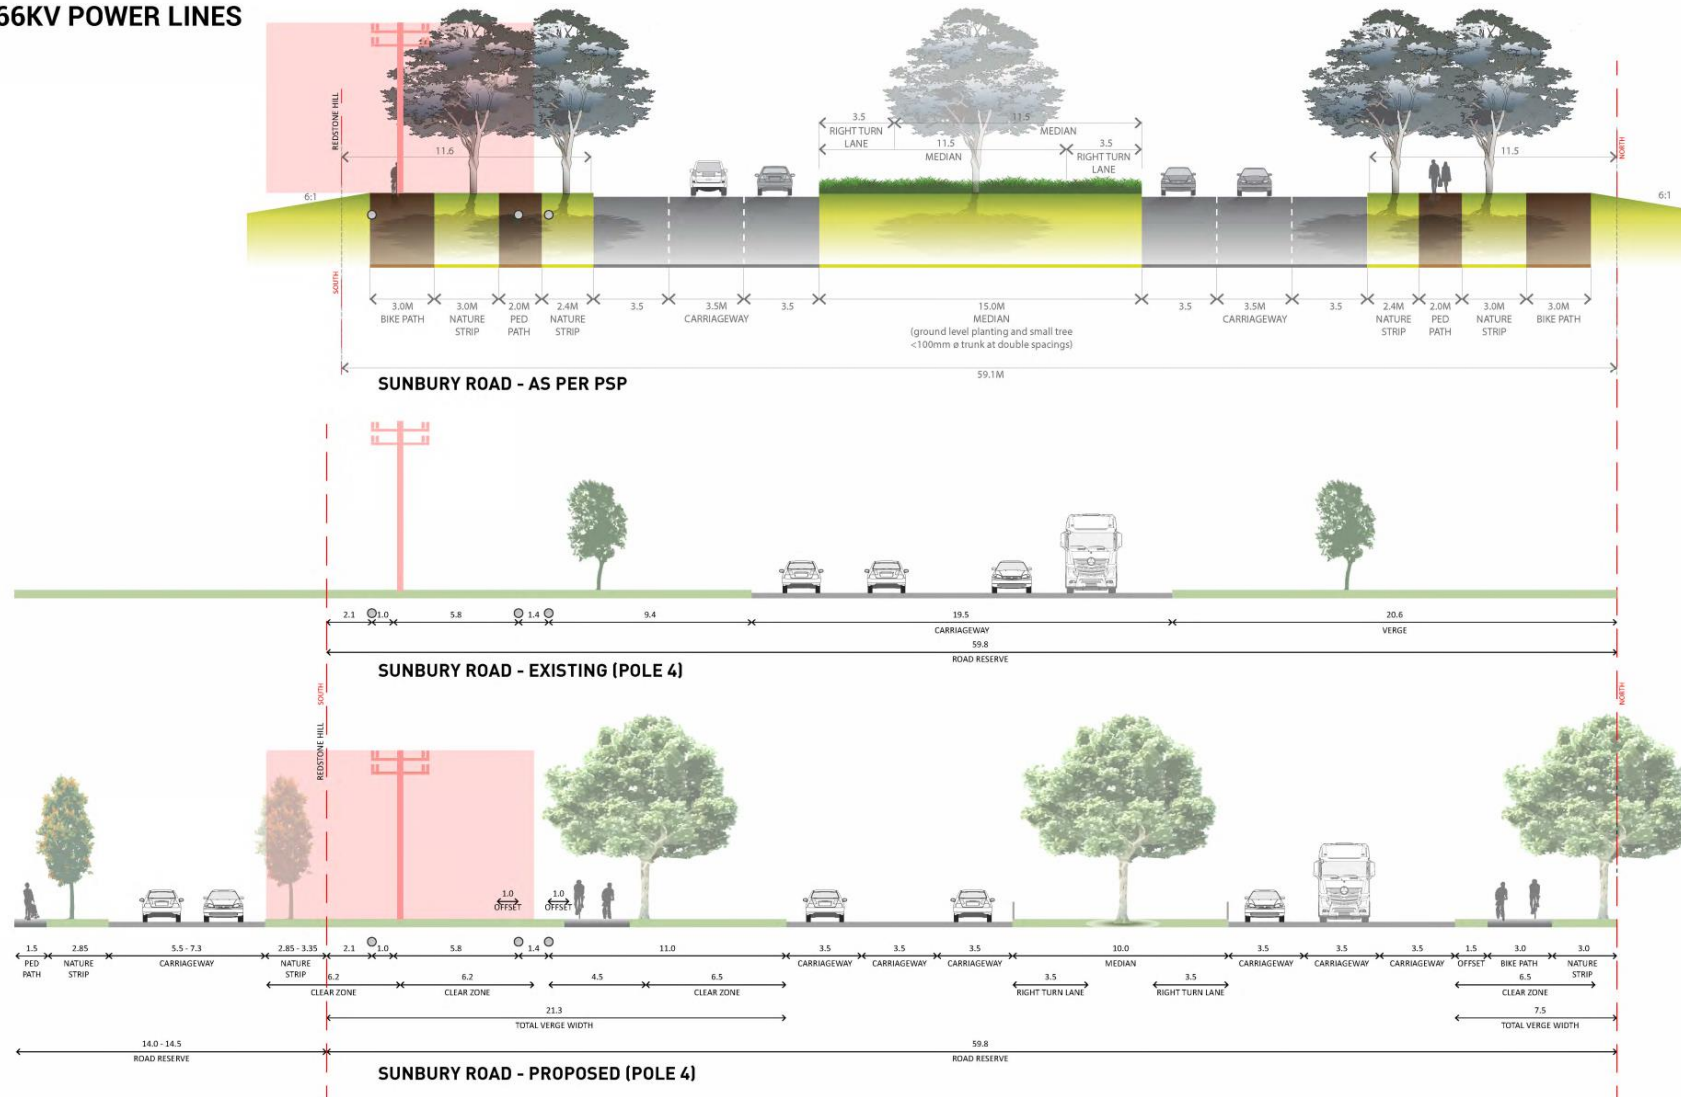 66KV POWER LINES
REDSTONE HILL
NORTH
3.5
RIGHT TURN
LANE
11.5
MEDIAN
11.5
MEDIAN
3.5
RIGHT TURN
LANE
11.6
11.5
6:1
6:1
SOUTH
3.0M
BIKE PATH
3.0M
NATURE
STRIP
2.0M
PED
PATH
2.4M
NATURE
STRIP
3.5
3.5M
CARRIAGEWAY
3.5
15.0M
MEDIAN
(ground level planting and small tree
<100mm ø trunk at double spacings)
3.5
3.5M
CARRIAGEWAY
3.5
2.4M
NATURE
STRIP
2.0M
PED
PATH
3.0M
NATURE
STRIP
3.0M
BIKE PATH
59.1M
SUNBURY ROAD - AS PER PSP
2.1
1.0
5.8
1.4
9.4
19.5
CARRIAGEWAY
20.6
VERGE
59.8
ROAD RESERVE
SUNBURY ROAD - EXISTING (POLE 4)
SOUTH
NORTH
REDSTONE HILL
1.0
OFFSET
1.0
OFFSET
1.5
PED
PATH
2.85
NATURE
STRIP
5.5 - 7.3
CARRIAGEWAY
2.85 - 3.35
NATURE
STRIP
2.1
1.0
5.8
1.4
11.0
3.5
CARRIAGEWAY
3.5
CARRIAGEWAY
3.5
CARRIAGEWAY
10.0
MEDIAN
3.5
CARRIAGEWAY
3.5
CARRIAGEWAY
3.5
CARRIAGEWAY
1.5
OFFSET
3.0
BIKE PATH
3.0
NATURE
STRIP
6.2
CLEAR ZONE
6.2
CLEAR ZONE
4.5
6.5
CLEAR ZONE
3.5
RIGHT TURN LANE
3.5
RIGHT TURN LANE
6.5
CLEAR ZONE
21.3
TOTAL VERGE WIDTH
7.5
TOTAL VERGE WIDTH
14.0 - 14.5
ROAD RESERVE
59.8
ROAD RESERVE
SUNBURY ROAD - PROPOSED (POLE 4)